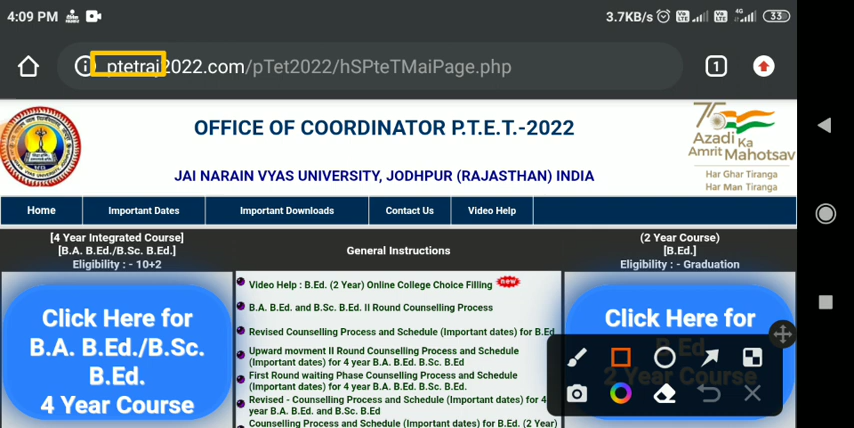 4:09 PM
3.7KB/s
4G
33
ptetraj2022.com/pTet2022/hSPteTMaiPage.php
1
OFFICE OF COORDINATOR P.T.E.T.-2022
JAI NARAIN VYAS UNIVERSITY, JODHPUR (RAJASTHAN) INDIA
75
Azadi Ka
Amrit Mahotsav
Har Ghar Tiranga
Har Man Tiranga
Home
Important Dates
Important Downloads
Contact Us
Video Help
[4 Year Integrated Course]
[B.A. B.Ed./B.Sc. B.Ed.]
Eligibility : - 10+2
Click Here for
B.A. B.Ed./B.Sc.
B.Ed.
4 Year Course
General Instructions
Video Help : B.Ed. (2 Year) Online College Choice Filling new
B.A. B.Ed. and B.Sc. B.Ed. II Round Counselling Process
Revised Counselling Process and Schedule (Important dates) for B.Ed
Upward movment II Round Counselling Process and Schedule
(Important dates) for 4 year B.A. B.Ed. B.Sc B.Ed
First Round waiting Phase Counselling Process and Schedule
(Important dates) for 4 year B.A. B.Ed. B.Sc B.Ed.
Revised - Counselling Process and Schedule (Important dates) for 4
year B.A. B.Ed. and B.Sc. B.Ed
Counselling Process and Schedule (Important dates) for B.Ed. (2 Year)
(2 Year Course)
[B.Ed.]
Eligibility : - Graduation
Click Here for
B.Ed.
2 Year Course